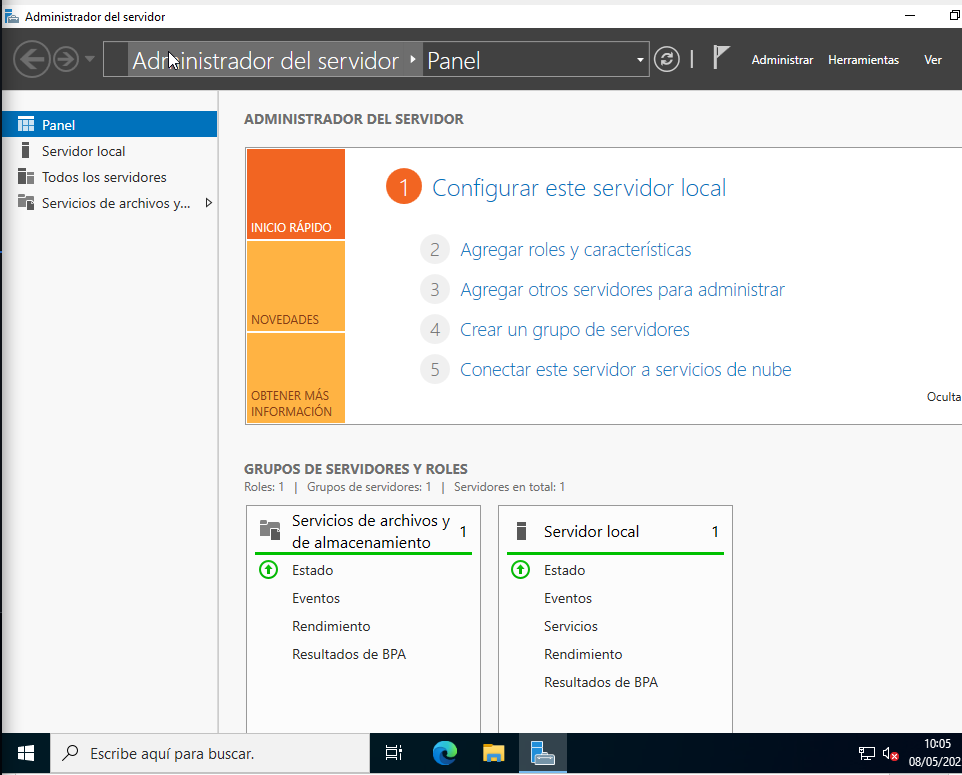 Administrador del servidor
Administrador del servidor
Panel
Administrar
Herramientas
Ver
Panel
Servidor local
Todos los servidores
Servicios de archivos y...
ADMINISTRADOR DEL SERVIDOR
INICIO RÁPIDO
NOVEDADES
OBTENER MÁS
INFORMACIÓN
1 Configurar este servidor local
2 Agregar roles y características
3 Agregar otros servidores para administrar
4 Crear un grupo de servidores
5 Conectar este servidor a servicios de nube
Oculta
GRUPOS DE SERVIDORES Y ROLES
Roles: 1 | Grupos de servidores: 1 | Servidores en total: 1
Servicios de archivos y
de almacenamiento 1
Estado
Eventos
Rendimiento
Resultados de BPA
Servidor local 1
Estado
Eventos
Servicios
Rendimiento
Resultados de BPA
Escribe aquí para buscar.
10:05
08/05/202